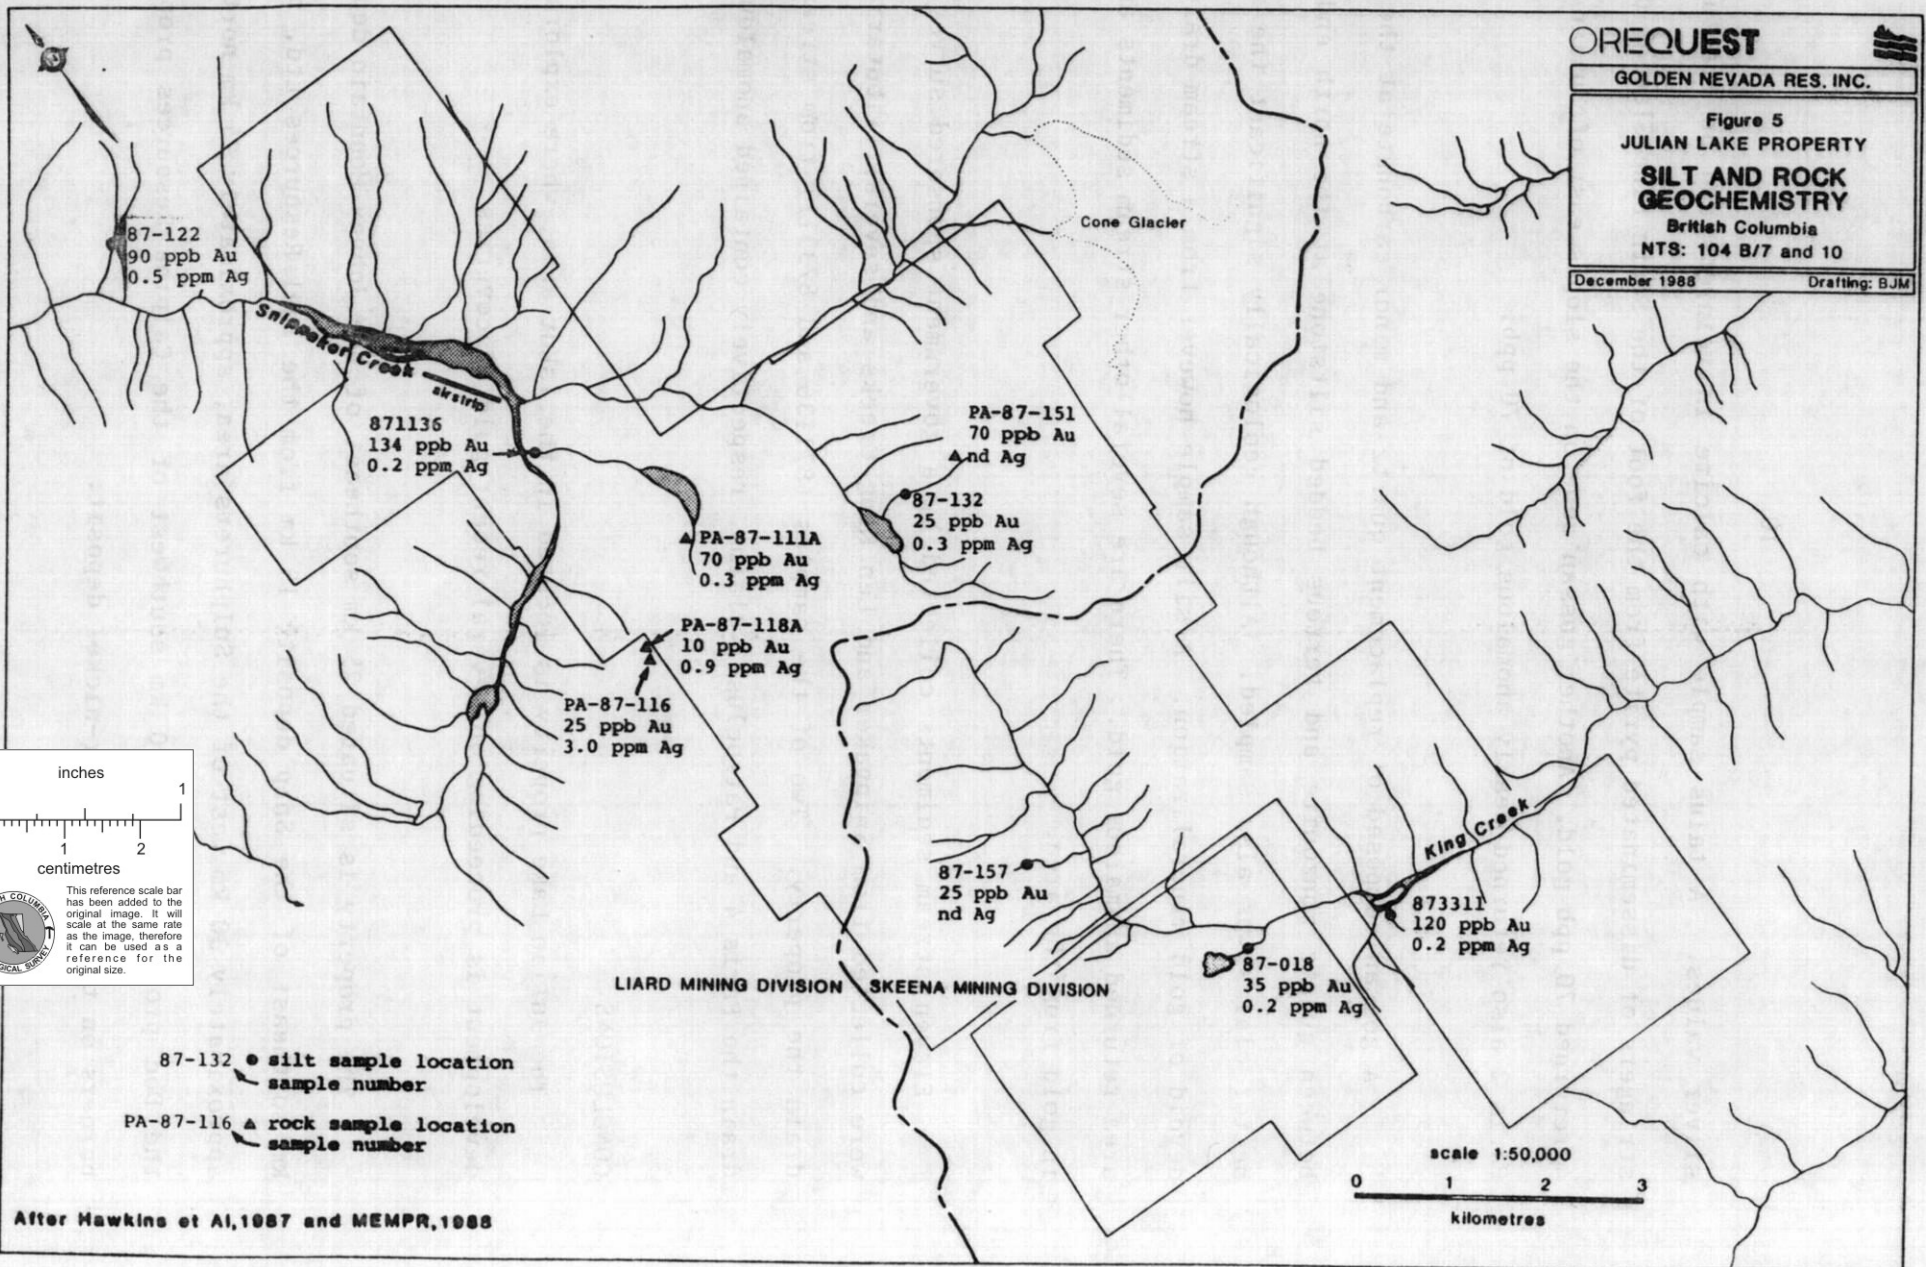 OREQUEST
GOLDEN NEVADA RES. INC.
Figure 5
JULIAN LAKE PROPERTY
SILT AND ROCK
GEOCHEMISTRY
British Columbia
NTS: 104 B/7 and 10
December 1988
Drafting: BJM
Cone Glacier
87-122
90 ppb Au
0.5 ppm Ag
Snippaker Creek
airstrip
871136
134 ppb Au
0.2 ppm Ag
PA-87-151
70 ppb Au
nd Ag
87-132
25 ppb Au
0.3 ppm Ag
PA-87-111A
70 ppb Au
0.3 ppm Ag
PA-87-118A
10 ppb Au
0.9 ppm Ag
PA-87-116
25 ppb Au
3.0 ppm Ag
inches
1
1 2
centimetres
This reference scale bar
has been added to the
original image. It will
scale at the same rate
as the image, therefore
it can be used as a
reference for the
original size.
King Creek
87-157
25 ppb Au
nd Ag
873311
120 ppb Au
0.2 ppm Ag
87-018
35 ppb Au
0.2 ppm Ag
LIARD MINING DIVISION
SKEENA MINING DIVISION
87-132 silt sample location
sample number
PA-87-116 rock sample location
sample number
scale 1:50,000
0 1 2 3
kilometres
After Hawkins et Al,1987 and MEMPR,1988